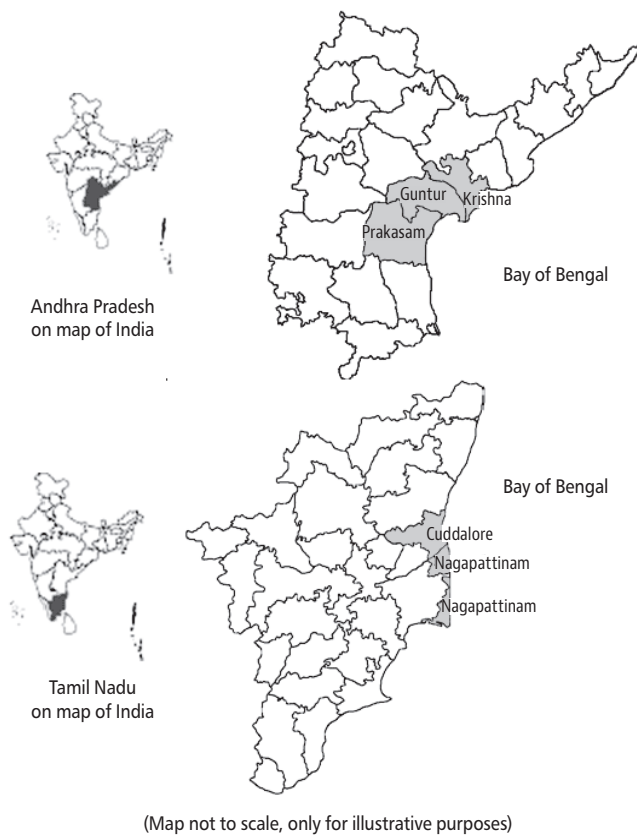 Guntur
Krishna
Prakasam
Bay of Bengal
Andhra Pradesh
on map of India
Bay of Bengal
Cuddalore
Nagapattinam
Nagapattinam
Tamil Nadu
on map of India
(Map not to scale, only for illustrative purposes)